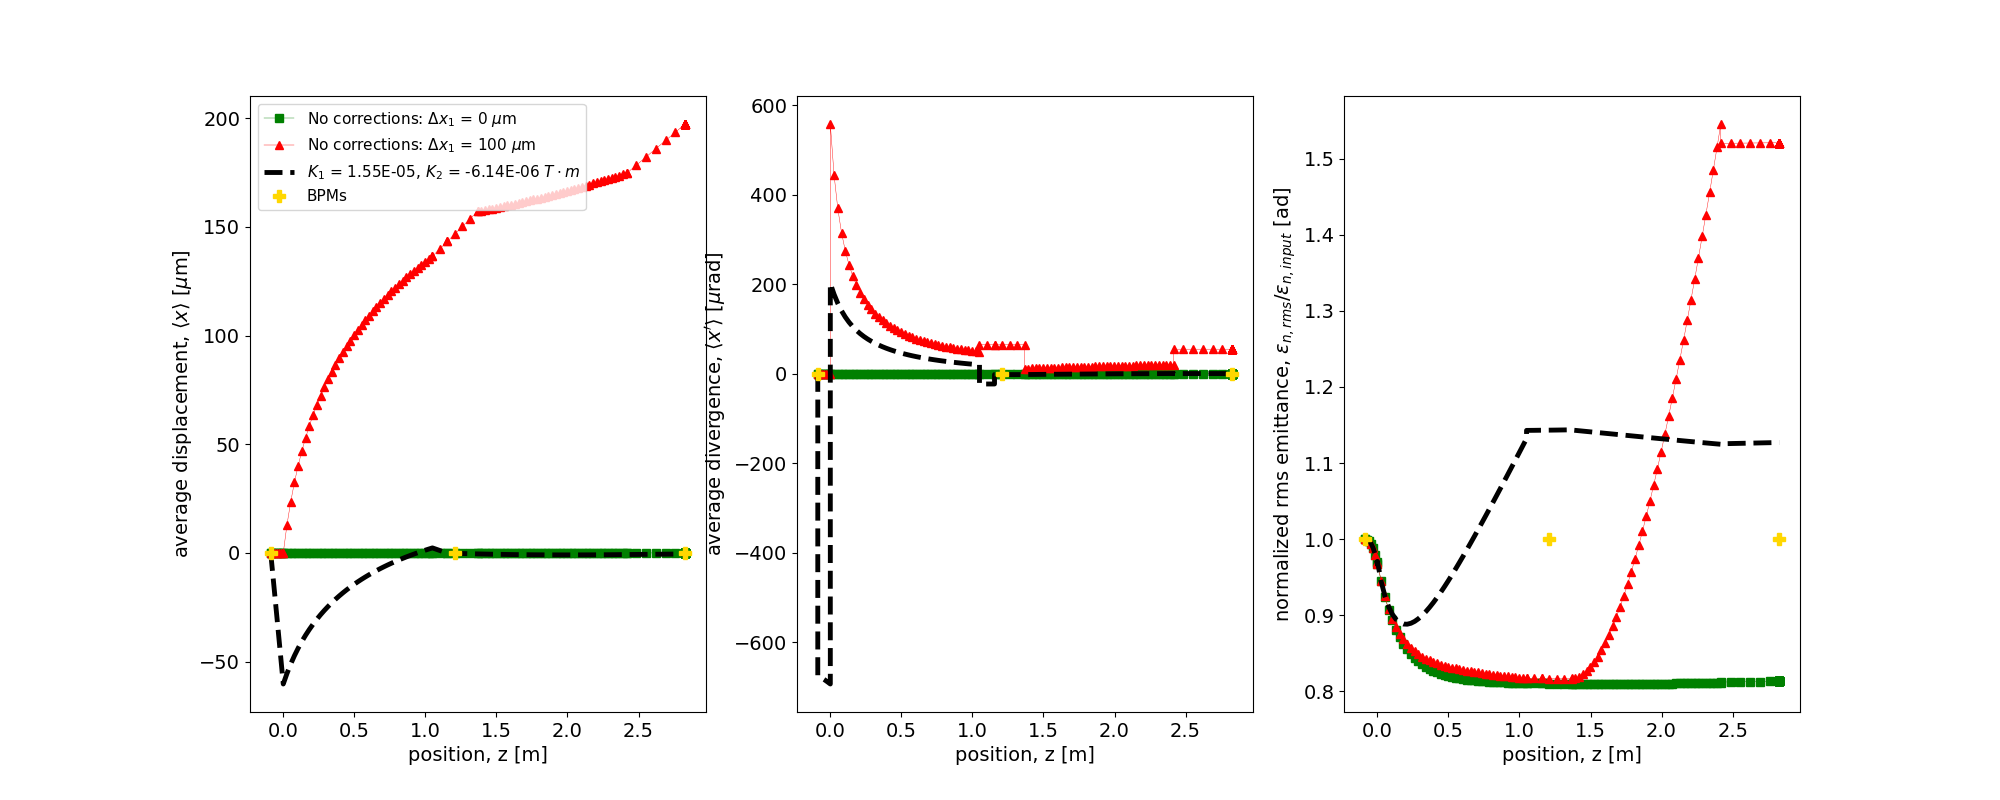 200
150
100
50
0
−50
0.0 0.5 1.0 1.5 2.0 2.5
position, z [m]
average displacement, ⟨x⟩ [μm]
No corrections: Δx₁ = 0 μm
No corrections: Δx₁ = 100 μm
K₁ = 1.55E-05, K₂ = -6.14E-06 T · m
BPMs
600
400
200
0
−200
−400
−600
0.0 0.5 1.0 1.5 2.0 2.5
position, z [m]
average divergence, ⟨x′⟩ [μrad]
1.5
1.4
1.3
1.2
1.1
1.0
0.9
0.8
0.0 0.5 1.0 1.5 2.0 2.5
position, z [m]
normalized rms emittance, εn,rms/εn,input [ad]